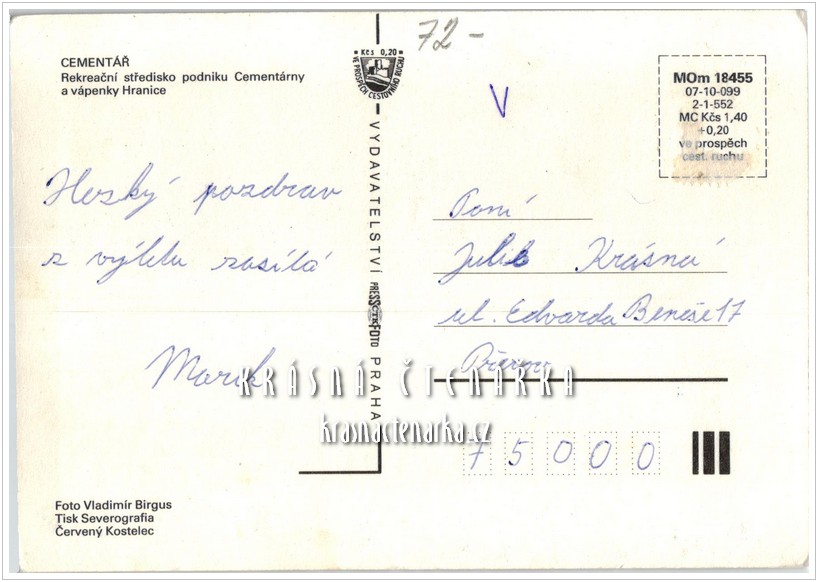 72-
CEMENTÁŘ
Rekreační středisko podniku Cementárny
a vápenky Hranice
Kčs 0,20
VE PROSPĚCH CESTOVNÍHO RUCHU
V
MOm 18455
07-10-099
2-1-552
MC Kčs 1,40
+0,20
ve prospěch
cest. ruchu
Hezký pozdrav
z výletu zasílá
Marek
VYDAVATELSTVÍ PRESSFOTO PRAHA
Paní
Julie Krásná
ul. Edvarda Beneše 17
Přerov
75000
KRÁSNÁ ČTENÁŘKA
krasnactenarka.cz
Foto Vladimír Birgus
Tisk Severografia
Červený Kostelec